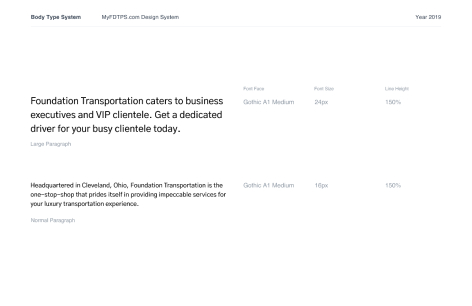 Body Type System MyFDTPS.com Design System Year 2019
Font Face Font Size Line Height
Foundation Transportation caters to business Gothic A1 Medium 24px 150%
executives and VIP clientele. Get a dedicated
driver for your busy clientele today.
Large Paragraph
Headquartered in Cleveland, Ohio, Foundation Transportation is the Gothic A1 Medium 16px 150%
one-stop-shop that prides itself in providing impeccable services for
your luxury transportation experience.
Normal Paragraph